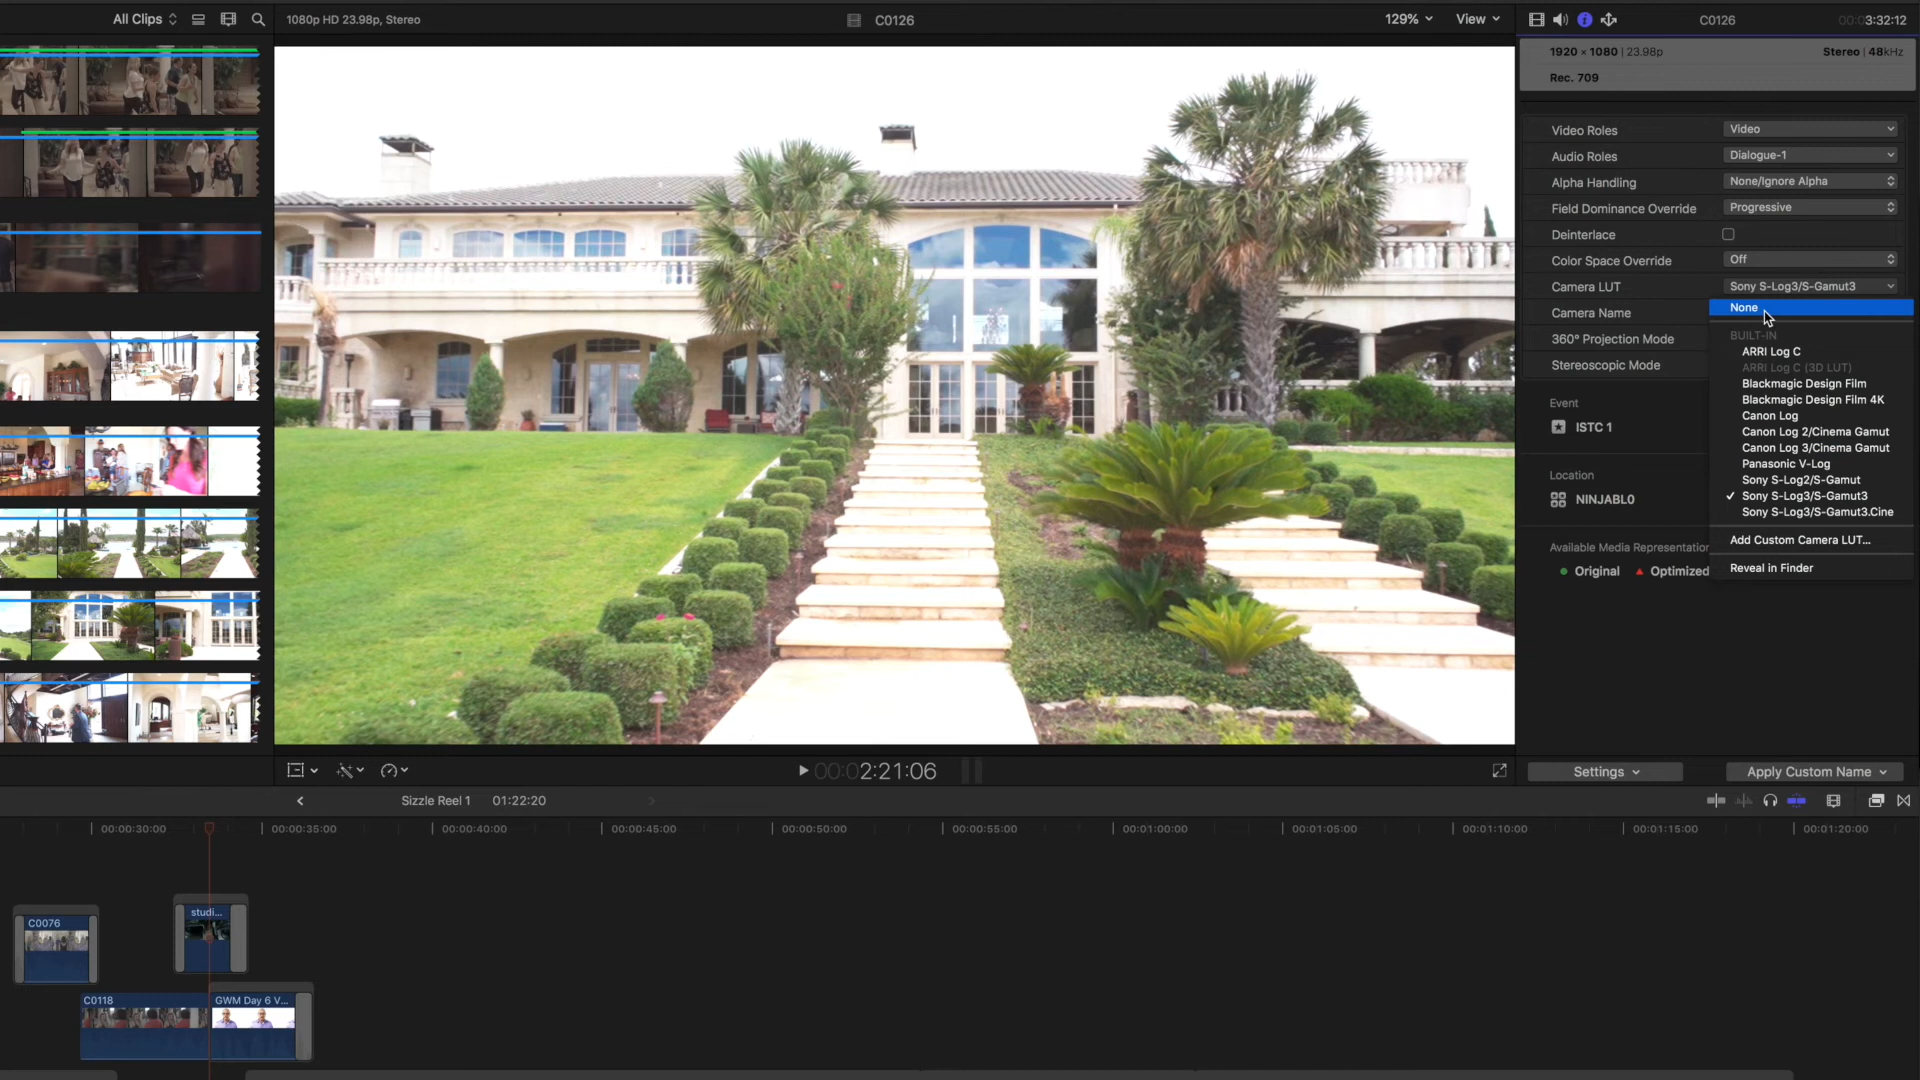 All Clips
1080p HD 23.98p, Stereo
C0126
129%
View
C0126
00:03:32:12
1920 × 1080 | 23.98p
Stereo | 48kHz
Rec. 709
Video Roles
Video
Audio Roles
Dialogue-1
Alpha Handling
None/Ignore Alpha
Field Dominance Override
Progressive
Deinterlace
Color Space Override
Off
Camera LUT
Sony S-Log3/S-Gamut3
Camera Name
360° Projection Mode
Stereoscopic Mode
None
BUILT-IN
ARRI Log C
ARRI Log C (3D LUT)
Blackmagic Design Film
Blackmagic Design Film 4K
Canon Log
Canon Log 2/Cinema Gamut
Canon Log 3/Cinema Gamut
Panasonic V-Log
Sony S-Log2/S-Gamut
✓ Sony S-Log3/S-Gamut3
Sony S-Log3/S-Gamut3.Cine
Add Custom Camera LUT...
Reveal in Finder
Event
ISTC 1
Location
NINJABL0
Available Media Representation
Original
Optimized
00:02:21:06
Settings
Apply Custom Name
Sizzle Reel 1
01:22:20
00:00:30:00
00:00:35:00
00:00:40:00
00:00:45:00
00:00:50:00
00:00:55:00
00:01:00:00
00:01:05:00
00:01:10:00
00:01:15:00
00:01:20:00
studi...
C0076
C0118
GWM Day 6 V...